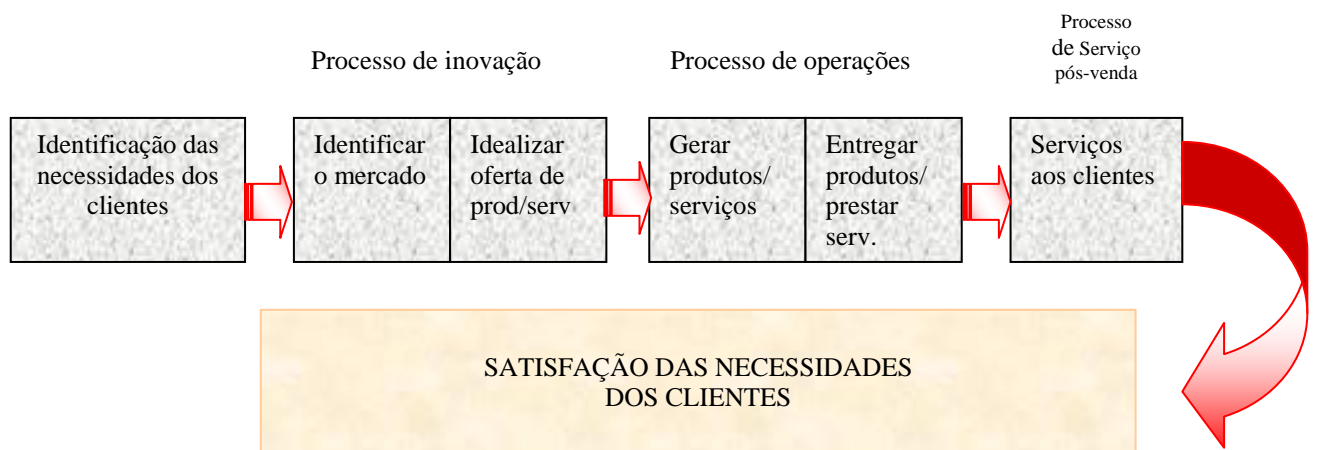 Processo de inovação
Processo de operações
Processo
de Serviço
pós-venda
Identificação das
necessidades dos
clientes
Identificar
o mercado
Idealizar
oferta de
prod/serv
Gerar
produtos/
serviços
Entregar
produtos/
prestar
serv.
Serviços
aos clientes
SATISFAÇÃO DAS NECESSIDADES
DOS CLIENTES